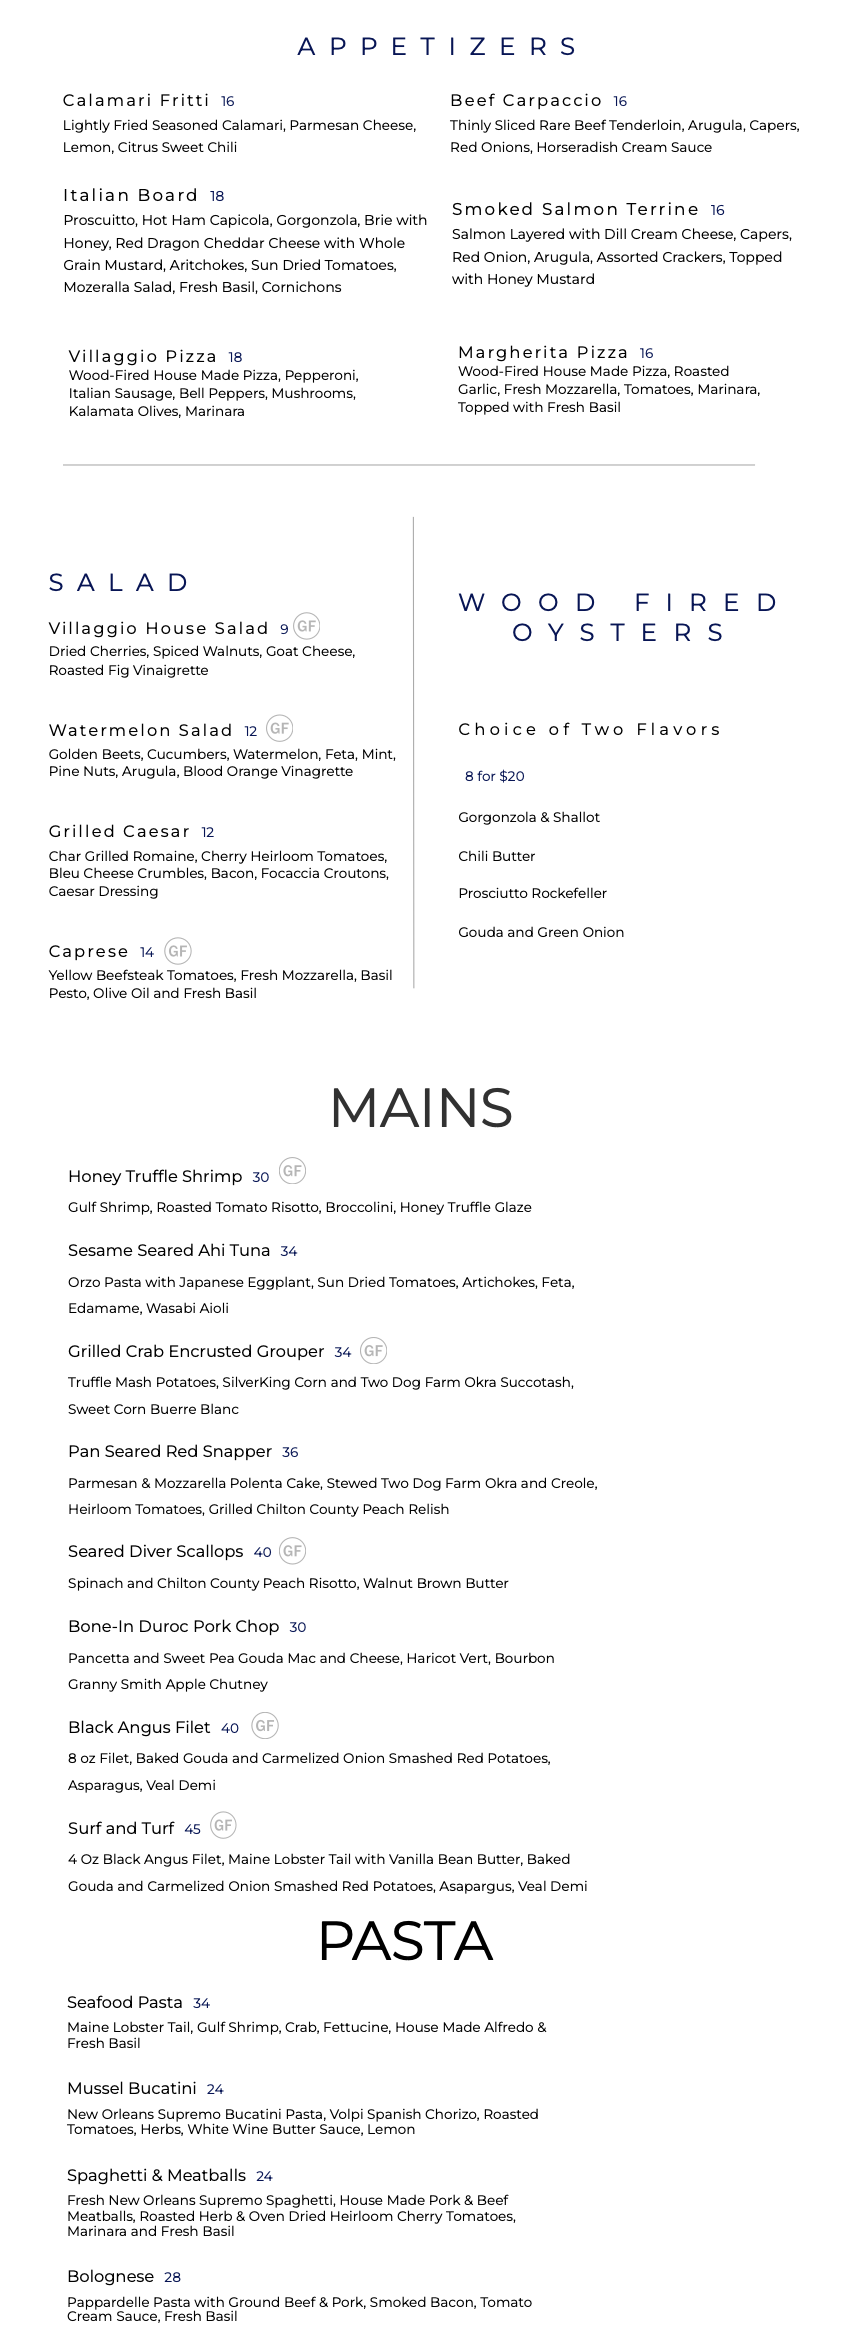 APPETIZERS
Calamari Fritti 16
Lightly Fried Seasoned Calamari, Parmesan Cheese,
Lemon, Citrus Sweet Chili
Beef Carpaccio 16
Thinly Sliced Rare Beef Tenderloin, Arugula, Capers,
Red Onions, Horseradish Cream Sauce
Italian Board 18
Proscuitto, Hot Ham Capicola, Gorgonzola, Brie with
Honey, Red Dragon Cheddar Cheese with Whole
Grain Mustard, Aritchokes, Sun Dried Tomatoes,
Mozeralla Salad, Fresh Basil, Cornichons
Smoked Salmon Terrine 16
Salmon Layered with Dill Cream Cheese, Capers,
Red Onion, Arugula, Assorted Crackers, Topped
with Honey Mustard
Villaggio Pizza 18
Wood-Fired House Made Pizza, Pepperoni,
Italian Sausage, Bell Peppers, Mushrooms,
Kalamata Olives, Marinara
Margherita Pizza 16
Wood-Fired House Made Pizza, Roasted
Garlic, Fresh Mozzarella, Tomatoes, Marinara,
Topped with Fresh Basil
SALAD
Villaggio House Salad 9 GF
Dried Cherries, Spiced Walnuts, Goat Cheese,
Roasted Fig Vinaigrette
Watermelon Salad 12 GF
Golden Beets, Cucumbers, Watermelon, Feta, Mint,
Pine Nuts, Arugula, Blood Orange Vinagrette
Grilled Caesar 12
Char Grilled Romaine, Cherry Heirloom Tomatoes,
Bleu Cheese Crumbles, Bacon, Focaccia Croutons,
Caesar Dressing
Caprese 14 GF
Yellow Beefsteak Tomatoes, Fresh Mozzarella, Basil
Pesto, Olive Oil and Fresh Basil
WOOD FIRED
OYSTERS
Choice of Two Flavors
8 for $20
Gorgonzola & Shallot
Chili Butter
Prosciutto Rockefeller
Gouda and Green Onion
MAINS
Honey Truffle Shrimp 30 GF
Gulf Shrimp, Roasted Tomato Risotto, Broccolini, Honey Truffle Glaze
Sesame Seared Ahi Tuna 34
Orzo Pasta with Japanese Eggplant, Sun Dried Tomatoes, Artichokes, Feta,
Edamame, Wasabi Aioli
Grilled Crab Encrusted Grouper 34 GF
Truffle Mash Potatoes, SilverKing Corn and Two Dog Farm Okra Succotash,
Sweet Corn Buerre Blanc
Pan Seared Red Snapper 36
Parmesan & Mozzarella Polenta Cake, Stewed Two Dog Farm Okra and Creole,
Heirloom Tomatoes, Grilled Chilton County Peach Relish
Seared Diver Scallops 40 GF
Spinach and Chilton County Peach Risotto, Walnut Brown Butter
Bone-In Duroc Pork Chop 30
Pancetta and Sweet Pea Gouda Mac and Cheese, Haricot Vert, Bourbon
Granny Smith Apple Chutney
Black Angus Filet 40 GF
8 oz Filet, Baked Gouda and Carmelized Onion Smashed Red Potatoes,
Asparagus, Veal Demi
Surf and Turf 45 GF
4 Oz Black Angus Filet, Maine Lobster Tail with Vanilla Bean Butter, Baked
Gouda and Carmelized Onion Smashed Red Potatoes, Asapargus, Veal Demi
PASTA
Seafood Pasta 34
Maine Lobster Tail, Gulf Shrimp, Crab, Fettucine, House Made Alfredo &
Fresh Basil
Mussel Bucatini 24
New Orleans Supremo Bucatini Pasta, Volpi Spanish Chorizo, Roasted
Tomatoes, Herbs, White Wine Butter Sauce, Lemon
Spaghetti & Meatballs 24
Fresh New Orleans Supremo Spaghetti, House Made Pork & Beef
Meatballs, Roasted Herb & Oven Dried Heirloom Cherry Tomatoes,
Marinara and Fresh Basil
Bolognese 28
Pappardelle Pasta with Ground Beef & Pork, Smoked Bacon, Tomato
Cream Sauce, Fresh Basil